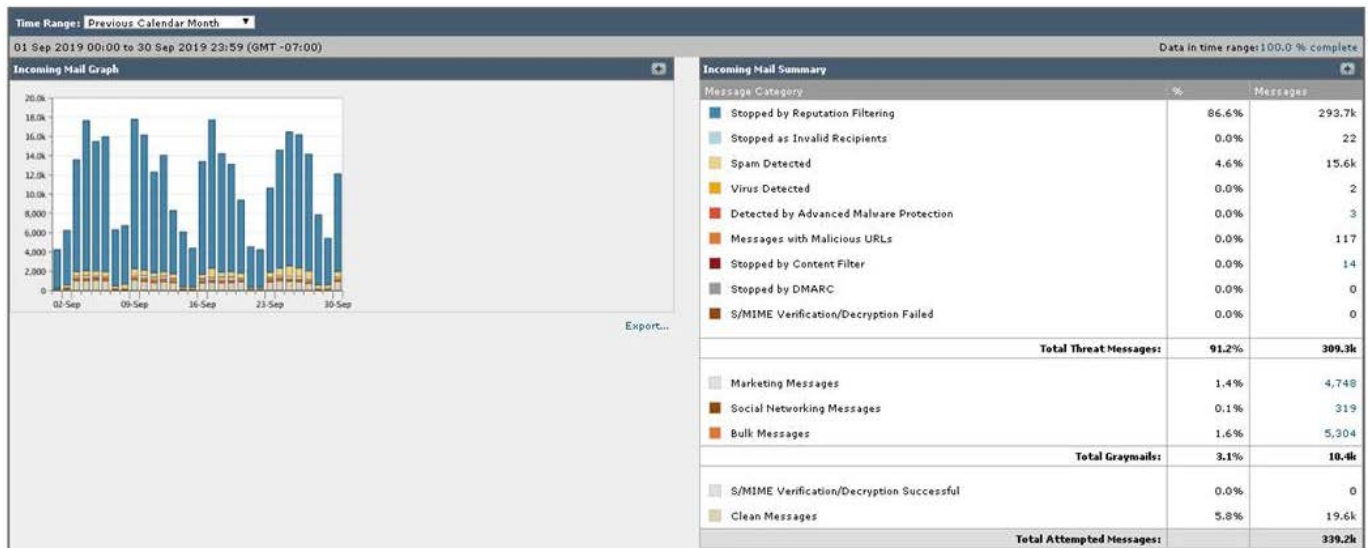 Time Range: Previous Calendar Month
01 Sep 2019 00:00 to 30 Sep 2019 23:59 (GMT -07:00)
Data in time range:100.0 % complete
Incoming Mail Graph
20.0k
18.0k
16.0k
14.0k
12.0k
10.0k
8,000
6,000
4,000
2,000
0
02-Sep 09-Sep 16-Sep 23-Sep 30-Sep
Export...
Incoming Mail Summary
Message Category % Messages
Stopped by Reputation Filtering 86.6% 293.7k
Stopped as Invalid Recipients 0.0% 22
Spam Detected 4.6% 15.6k
Virus Detected 0.0% 2
Detected by Advanced Malware Protection 0.0% 3
Messages with Malicious URLs 0.0% 117
Stopped by Content Filter 0.0% 14
Stopped by DMARC 0.0% 0
S/MIME Verification/Decryption Failed 0.0% 0
Total Threat Messages: 91.2% 309.3k
Marketing Messages 1.4% 4,748
Social Networking Messages 0.1% 319
Bulk Messages 1.6% 5,304
Total Graymails: 3.1% 10.4k
S/MIME Verification/Decryption Successful 0.0% 0
Clean Messages 5.8% 19.6k
Total Attempted Messages: 339.2k